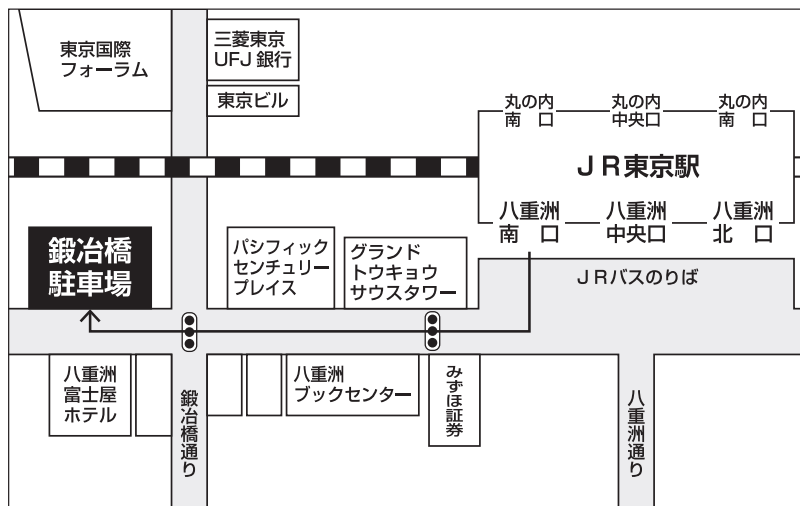 東京国際
フォーラム
三菱東京
UFJ 銀行
東京ビル
丸の内
南　口
丸の内
中央口
丸の内
南　口
ＪＲ東京駅
八重洲
南　口
八重洲
中央口
八重洲
北　口
鍛冶橋
駐車場
パシフィック
センチュリー
プレイス
グランド
トウキョウ
サウスタワー
ＪＲバスのりば
八重洲
富士屋
ホテル
鍛冶橋通り
八重洲
ブックセンター
みずほ証券
八重洲通り